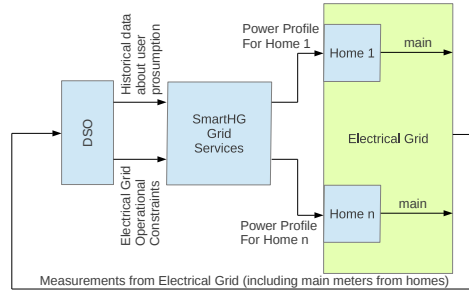 Historical data
about user
prosumption
Power Profile
For Home 1
Home 1
main
DSO
SmartHG
Grid
Services
Electrical Grid
Electrical Grid
Operational
Constraints
Power Profile
For Home n
Home n
main
Measurements from Electrical Grid (including main meters from homes)